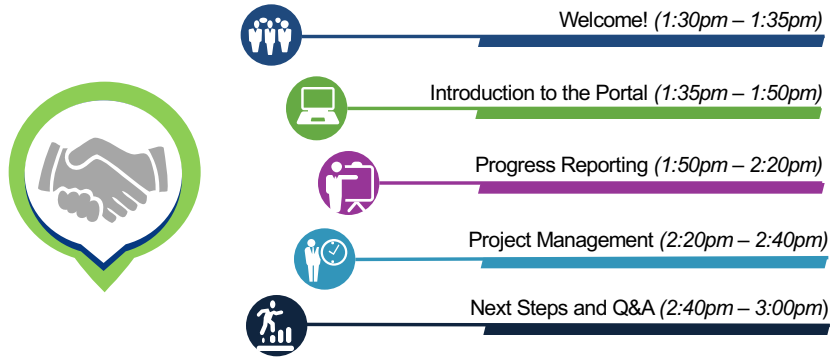 Welcome! (1:30pm – 1:35pm)
Introduction to the Portal (1:35pm – 1:50pm)
Progress Reporting (1:50pm – 2:20pm)
Project Management (2:20pm – 2:40pm)
Next Steps and Q&A (2:40pm – 3:00pm)